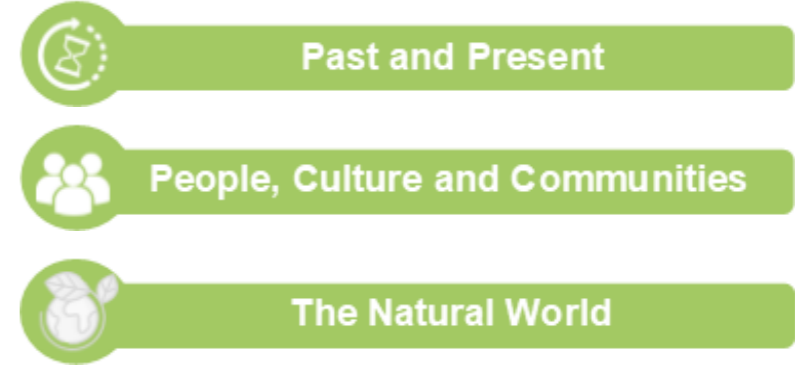 Past and Present
People, Culture and Communities
The Natural World